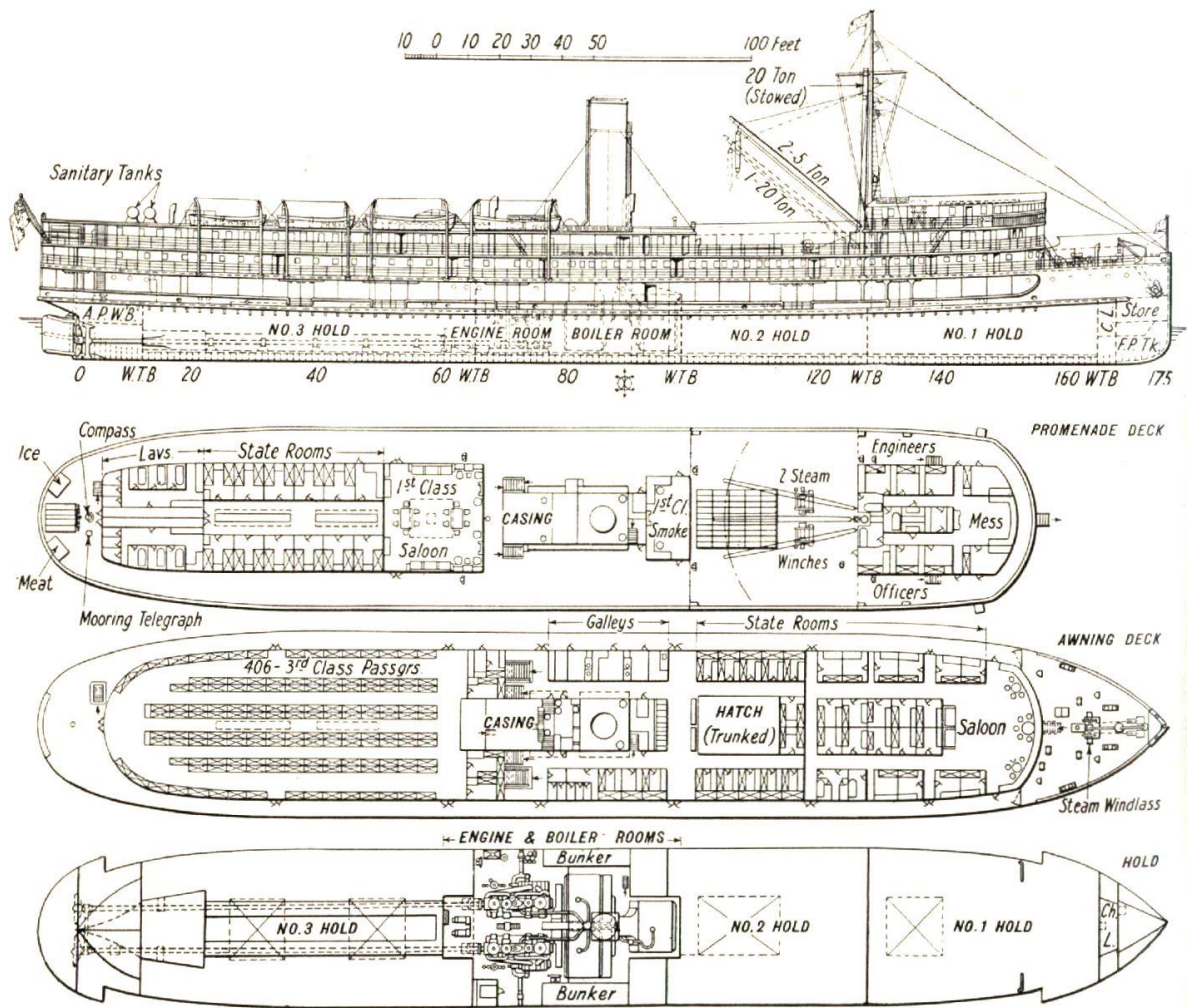 10 0 10 20 30 40 50 100 Feet
20 Ton
(Stowed)
2-5 Ton
1-20 Ton
Sanitary Tanks
A.P.W.B.
NO.3 HOLD
ENGINE ROOM
BOILER ROOM
NO.2 HOLD
NO.1 HOLD
C.L.
Store
F.P.Tk.
0 W.T.B 20 40 60 W.T.B 80 W.T.B 120 W.T.B 140 160 WTB 175
PROMENADE DECK
Compass
Ice
Lavs.
State Rooms
1st Class
Saloon
CASING
1st Cl.
Smoke
2 Steam
Winches
Engineers
Mess
Officers
Meat
Mooring Telegraph
AWNING DECK
Galleys
State Rooms
406-3rd Class Passgrs.
CASING
HATCH
(Trunked)
Saloon
Steam Windlass
ENGINE & BOILER ROOMS
HOLD
Bunker
NO.3 HOLD
NO.2 HOLD
NO.1 HOLD
Ch.
L.
Bunker